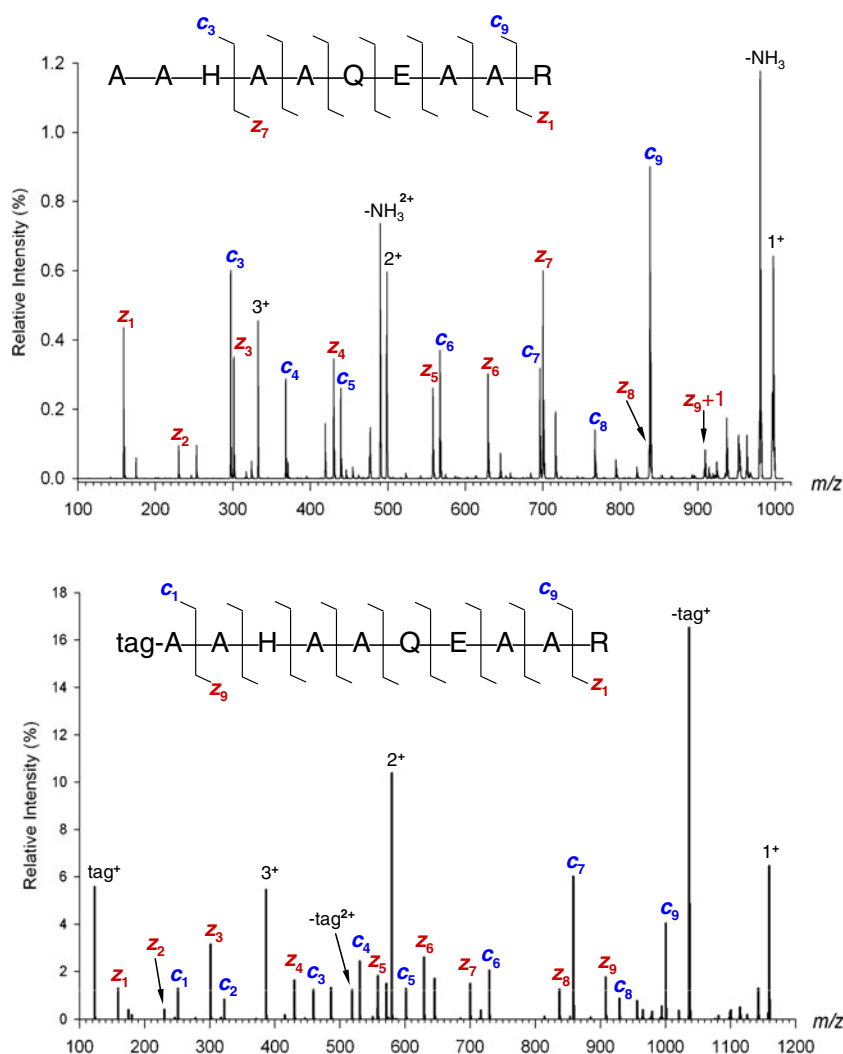 c₃ c₉
A A H A A Q E A A R
z₇ z₁
-NH₃
c₉
-NH₃²⁺
1⁺
2⁺
c₃ z₇
3⁺
z₁ z₃ z₄ c₆ c₇
c₄ c₅ z₅ z₆ z₈ z₉+1
z₂ c₈
Relative Intensity (%)
1.2
1.0
0.8
0.6
0.4
0.2
0.0
100 200 300 400 500 600 700 800 900 1000 m/z
c₁ c₉
tag-A A H A A Q E A A R
z₉ z₁
-tag⁺
2⁺
tag⁺ 3⁺ c₇ 1⁺
-tag²⁺ c₉
z₂ z₃ c₄ z₆
z₁ c₁ z₄ c₃ z₅ z₇ c₆ z₈ z₉
c₂ c₅ c₈
Relative Intensity (%)
18
16
14
12
10
8
6
4
2
0
100 200 300 400 500 600 700 800 900 1000 1100 1200
m/z